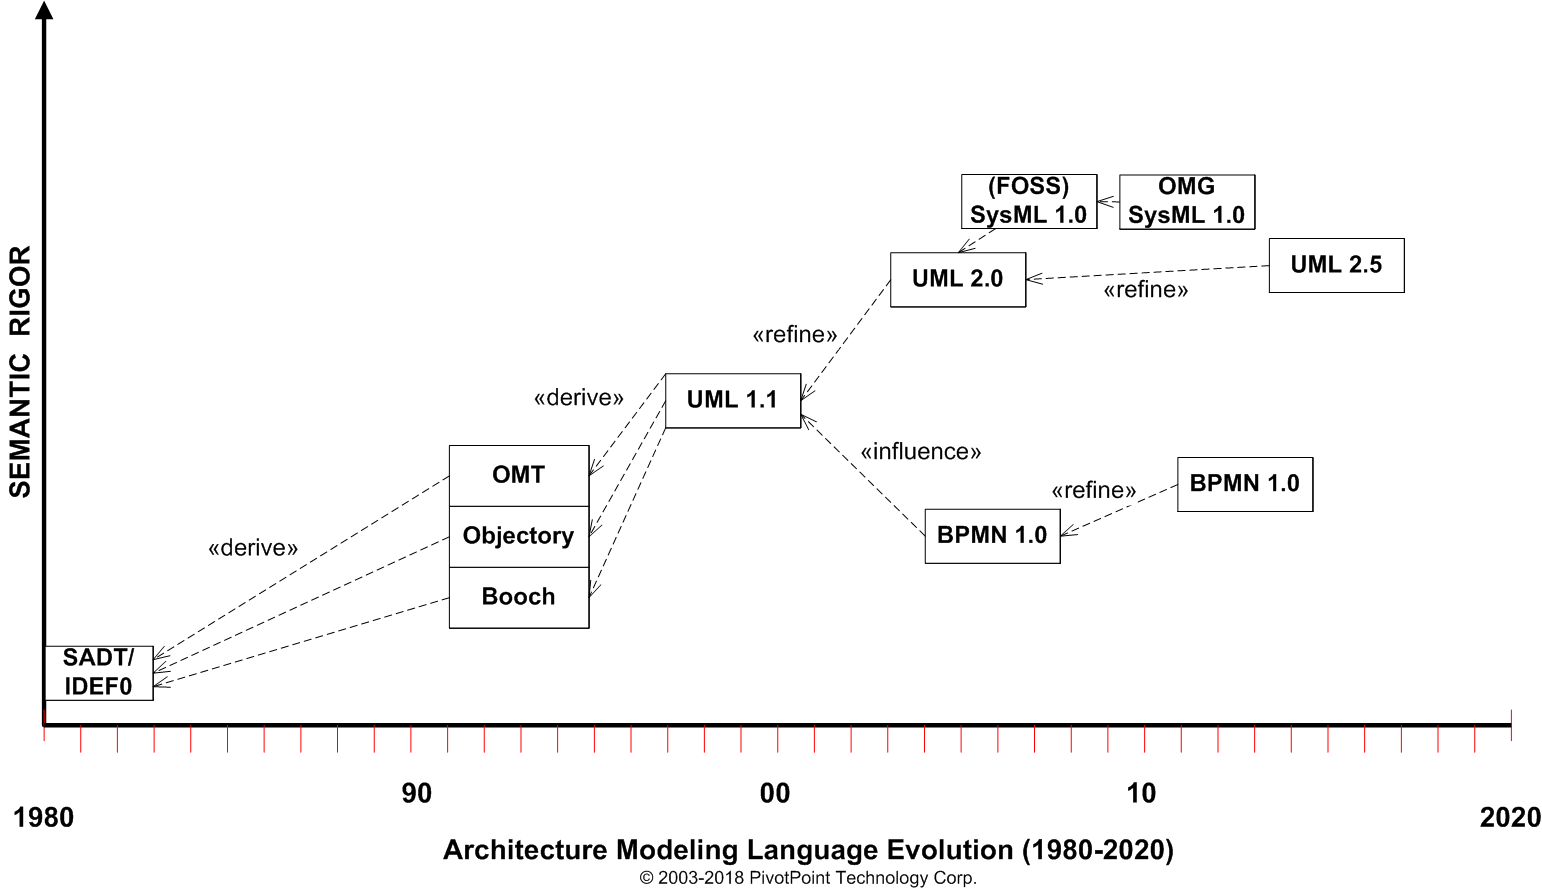 (FOSS)
SysML 1.0
OMG
SysML 1.0
UML 2.5
UML 2.0
«refine»
«refine»
SEMANTIC RIGOR
«derive»
UML 1.1
«influence»
OMT
BPMN 1.0
«refine»
Objectory
BPMN 1.0
«derive»
Booch
SADT/
IDEF0
90
00
10
1980
2020
Architecture Modeling Language Evolution (1980-2020)
© 2003-2018 PivotPoint Technology Corp.